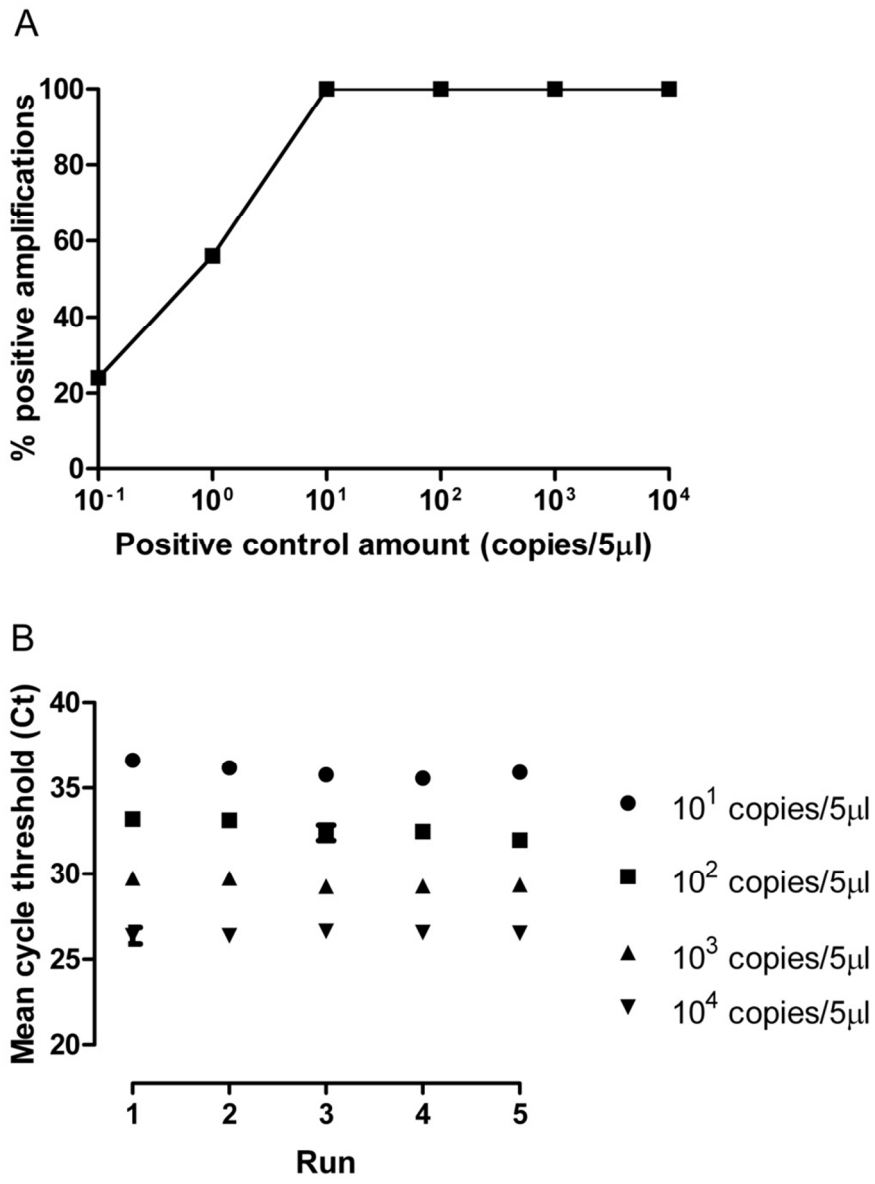 A
% positive amplifications
100
80
60
40
20
0
10⁻¹ 10⁰ 10¹ 10² 10³ 10⁴
Positive control amount (copies/5μl)
B
Mean cycle threshold (Ct)
40
35
30
25
20
1 2 3 4 5
Run
10¹ copies/5μl
10² copies/5μl
10³ copies/5μl
10⁴ copies/5μl